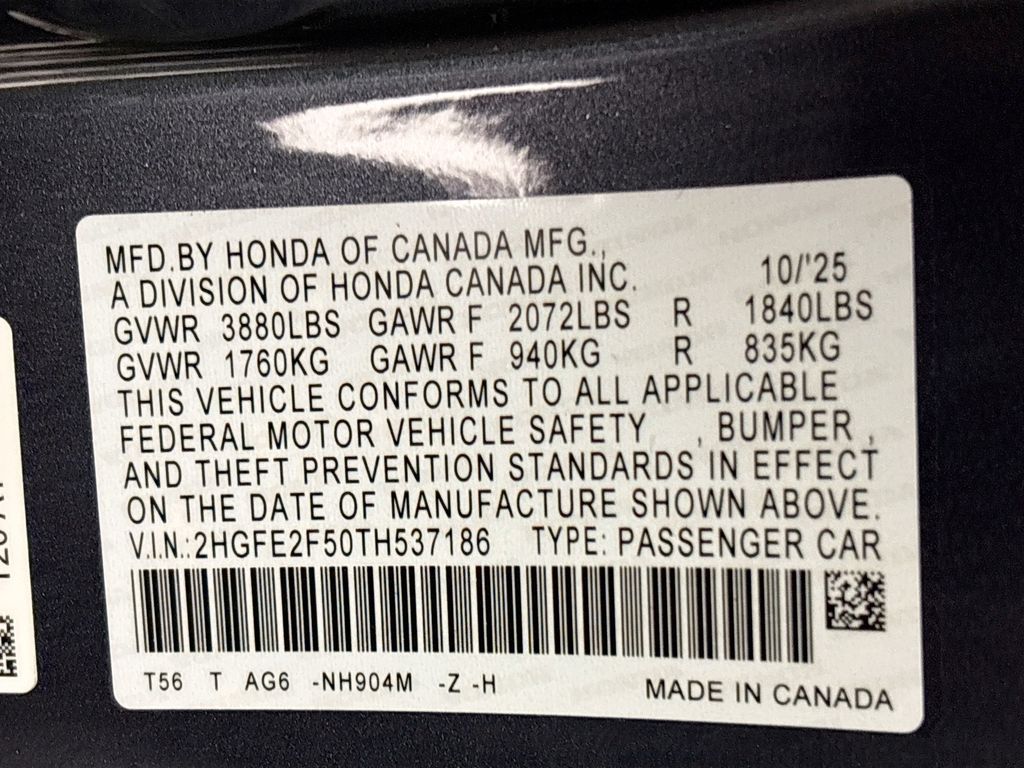 MFD.BY HONDA OF CANADA MFG.,
A DIVISION OF HONDA CANADA INC. 10/'25
GVWR 3880LBS GAWR F 2072LBS R 1840LBS
GVWR 1760KG GAWR F 940KG R 835KG
THIS VEHICLE CONFORMS TO ALL APPLICABLE
FEDERAL MOTOR VEHICLE SAFETY , , BUMPER ,
AND THEFT PREVENTION STANDARDS IN EFFECT
ON THE DATE OF MANUFACTURE SHOWN ABOVE.
V.I.N.: 2HGFE2F50TH537186 TYPE: PASSENGER CAR
T56 T AG6 -NH904M -Z -H MADE IN CANADA